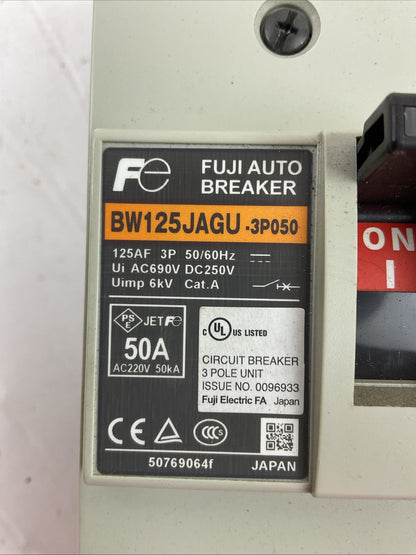 Fe
FUJI AUTO
BREAKER
BW125JAGU -3P050
125AF 3P 50/60Hz
Ui AC690V DC250V
Uimp 6kV Cat.A
PS
E
JET Fe
50A
AC220V 50kA
c UL US LISTED
CIRCUIT BREAKER
3 POLE UNIT
ISSUE NO. 0096933
Fuji Electric FA Japan
CE
CCC S
50769064f
JAPAN
ON
I